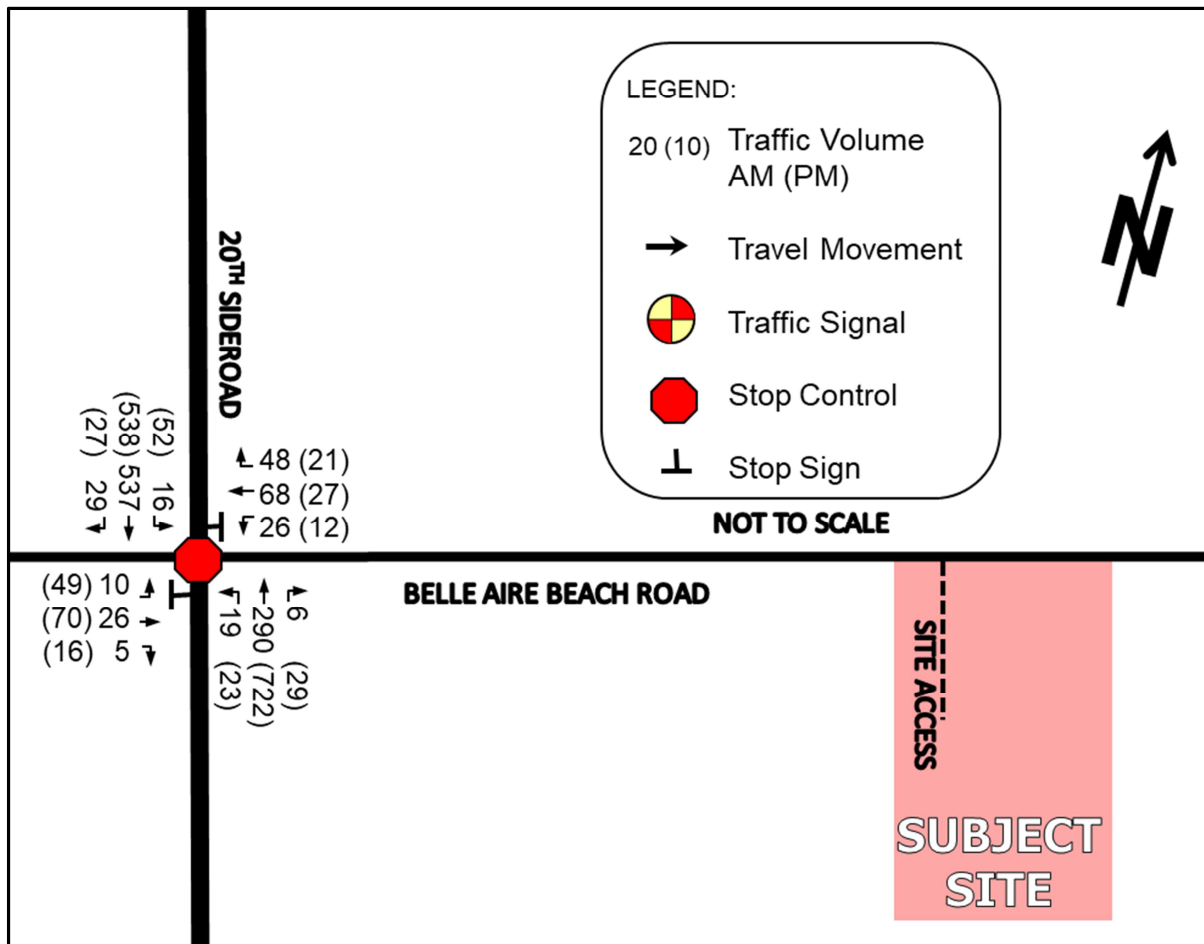 LEGEND:
20 (10) Traffic Volume
AM (PM)
Travel Movement
Traffic Signal
Stop Control
Stop Sign
N
20TH SIDEROAD
(27) 29
(538) 537
(52) 16
48 (21)
68 (27)
26 (12)
NOT TO SCALE
(49) 10
(70) 26
(16) 5
19 (23)
290 (722)
6 (29)
BELLE AIRE BEACH ROAD
SITE ACCESS
SUBJECT
SITE